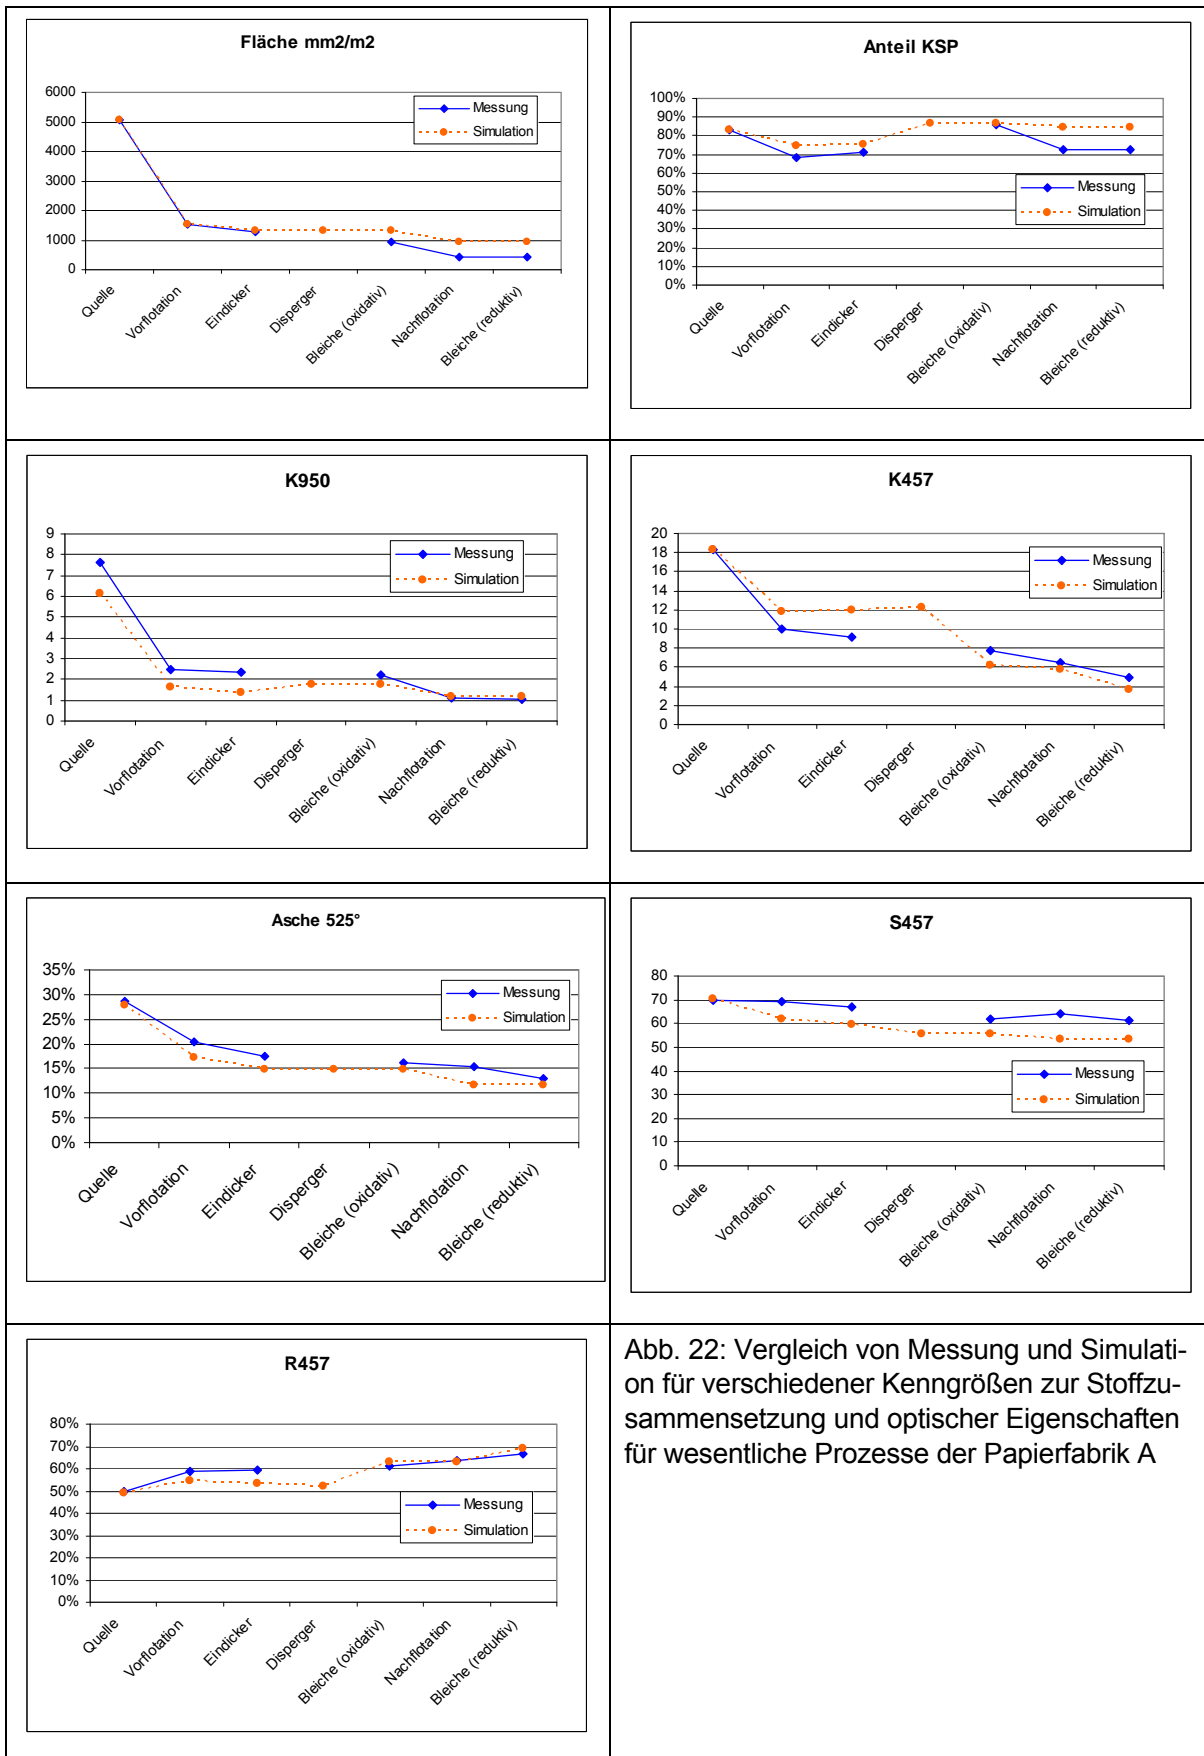 Fläche mm2/m2
6000
5000
4000
3000
2000
1000
0
Messung
Simulation
Quelle
Vorflotation
Eindicker
Disperger
Bleiche (oxidativ)
Nachflotation
Bleiche (reduktiv)
Anteil KSP
100%
90%
80%
70%
60%
50%
40%
30%
20%
10%
0%
Messung
Simulation
Quelle
Vorflotation
Eindicker
Disperger
Bleiche (oxidativ)
Nachflotation
Bleiche (reduktiv)
K950
9
8
7
6
5
4
3
2
1
0
Messung
Simulation
Quelle
Vorflotation
Eindicker
Disperger
Bleiche (oxidativ)
Nachflotation
Bleiche (reduktiv)
K457
20
18
16
14
12
10
8
6
4
2
0
Messung
Simulation
Quelle
Vorflotation
Eindicker
Disperger
Bleiche (oxidativ)
Nachflotation
Bleiche (reduktiv)
Asche 525°
35%
30%
25%
20%
15%
10%
5%
0%
Messung
Simulation
Quelle
Vorflotation
Eindicker
Disperger
Bleiche (oxidativ)
Nachflotation
Bleiche (reduktiv)
S457
80
70
60
50
40
30
20
10
0
Messung
Simulation
Quelle
Vorflotation
Eindicker
Disperger
Bleiche (oxidativ)
Nachflotation
Bleiche (reduktiv)
R457
80%
70%
60%
50%
40%
30%
20%
10%
0%
Messung
Simulation
Quelle
Vorflotation
Eindicker
Disperger
Bleiche (oxidativ)
Nachflotation
Bleiche (reduktiv)
Abb. 22: Vergleich von Messung und Simulati-
on für verschiedener Kenngrößen zur Stoffzu-
sammensetzung und optischer Eigenschaften
für wesentliche Prozesse der Papierfabrik A